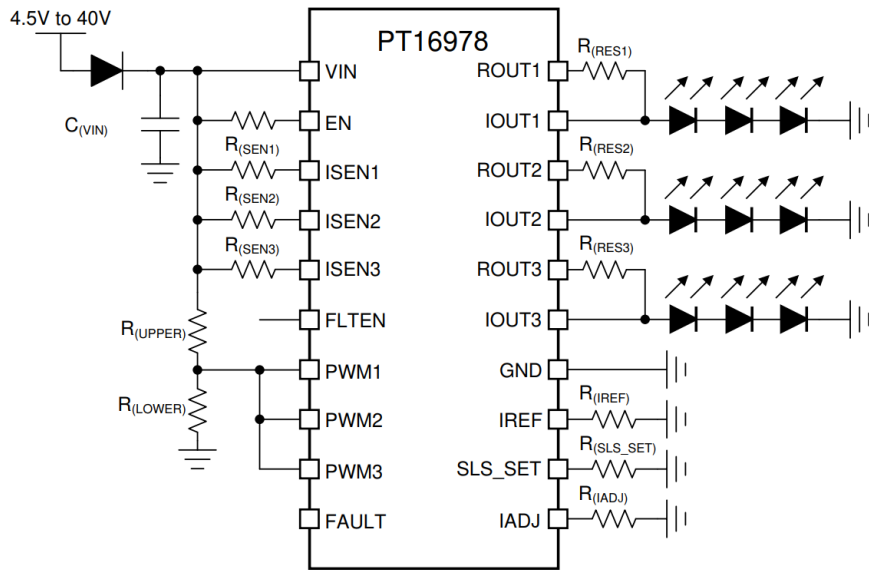 4.5V to 40V
PT16978
C(VIN)
VIN
EN
R(SEN1)
ISEN1
R(SEN2)
ISEN2
R(SEN3)
ISEN3
FLTEN
R(UPPER)
PWM1
R(LOWER)
PWM2
PWM3
FAULT
R(RES1)
ROUT1
IOUT1
R(RES2)
ROUT2
IOUT2
R(RES3)
ROUT3
IOUT3
GND
R(IREF)
IREF
R(SLS_SET)
SLS_SET
R(IADJ)
IADJ